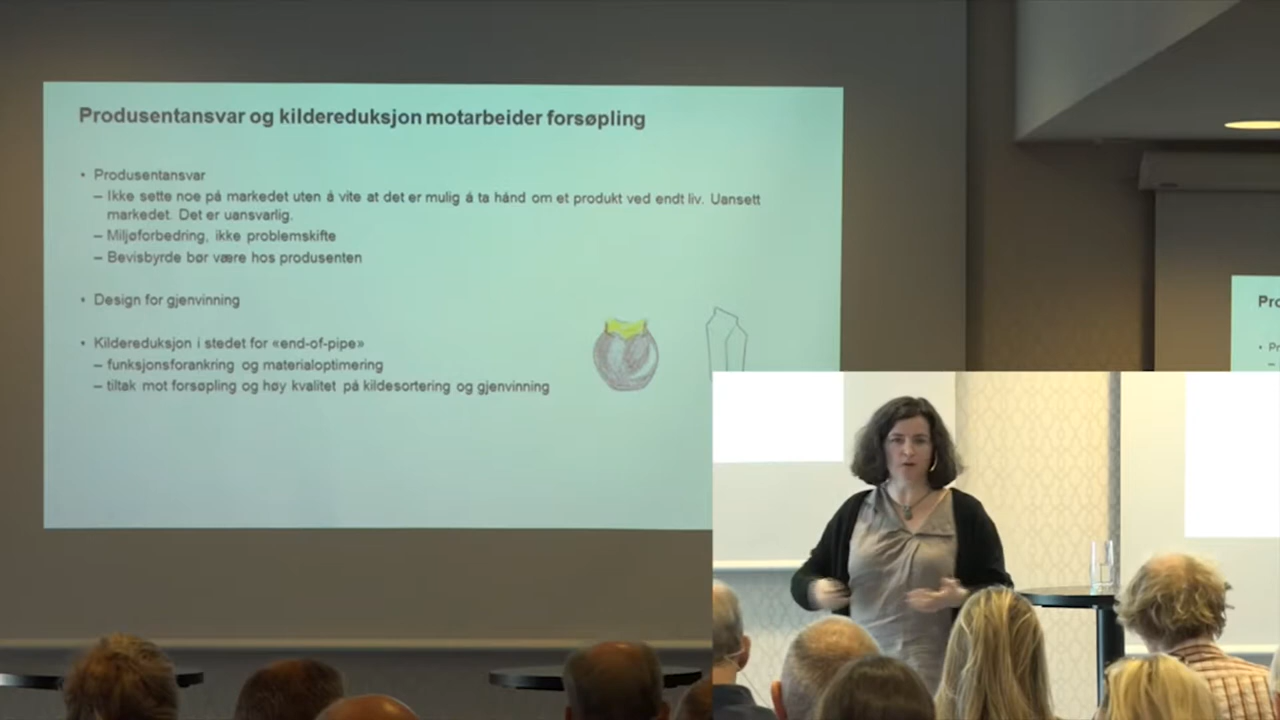 Produsentansvar og kildereduksjon motarbeider forsøpling
• Produsentansvar
– Ikke sette noe på markedet uten å vite at det er mulig å ta hånd om et produkt ved endt liv. Uansett
markedet. Det er uansvarlig.
– Miljøforbedring, ikke problemskifte
– Bevisbyrde bør være hos produsenten
• Design for gjenvinning
• Kildereduksjon i stedet for «end-of-pipe»
– funksjonsforankring og materialoptimering
– tiltak mot forsøpling og høy kvalitet på kildesortering og gjenvinning
Pro
• Pr
–